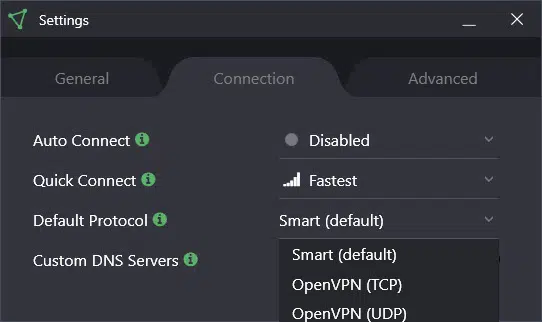 Settings
General Connection Advanced
Auto Connect Disabled
Quick Connect Fastest
Default Protocol Smart (default)
Smart (default)
Custom DNS Servers
OpenVPN (TCP)
OpenVPN (UDP)